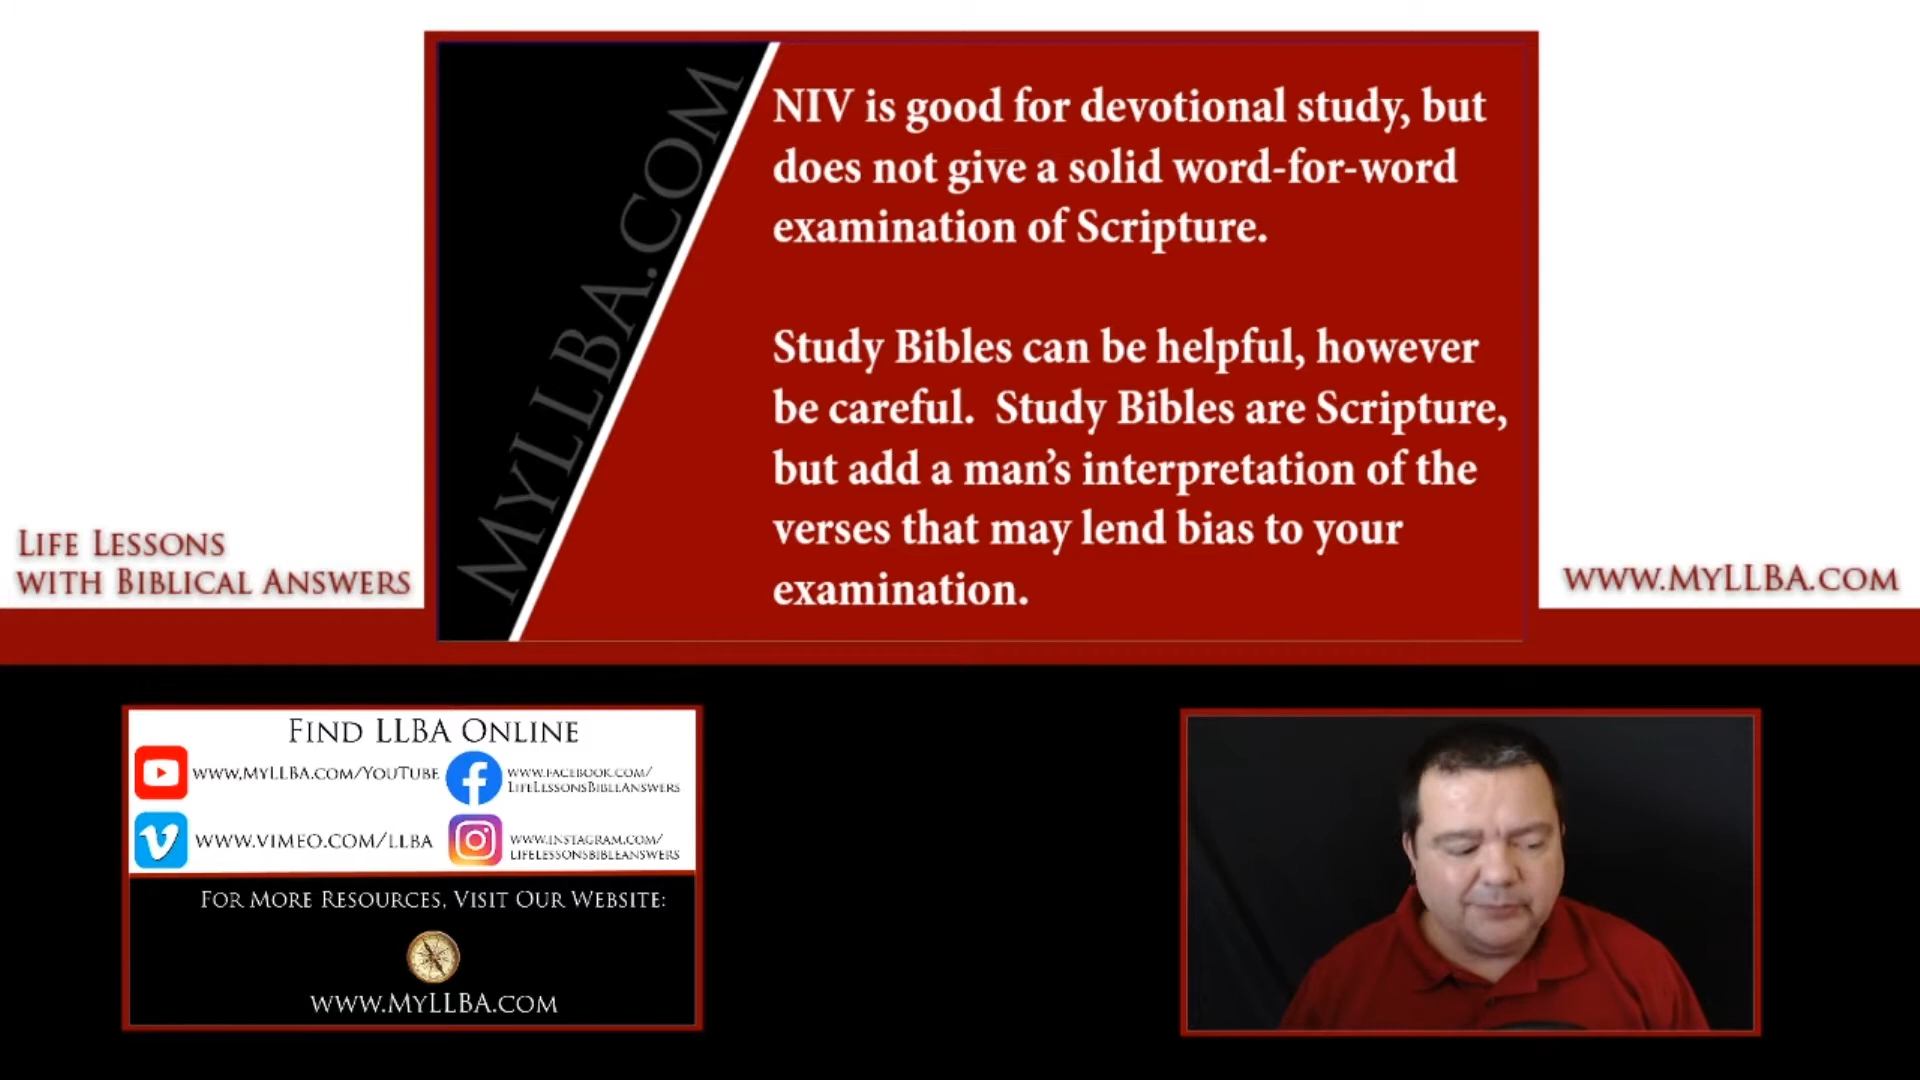 NIV is good for devotional study, but
does not give a solid word-for-word
examination of Scripture.
Study Bibles can be helpful, however
be careful.  Study Bibles are Scripture,
but add a man's interpretation of the
verses that may lend bias to your
examination.
MyLLBA.com
Life Lessons
with Biblical Answers
www.MyLLBA.com
Find LLBA Online
www.MyLLBA.com/YouTube
www.facebook.com/
LifeLessonsBibleAnswers
www.vimeo.com/llba
www.instagram.com/
lifelessonsbibleanswers
For More Resources, Visit Our Website:
www.MyLLBA.com